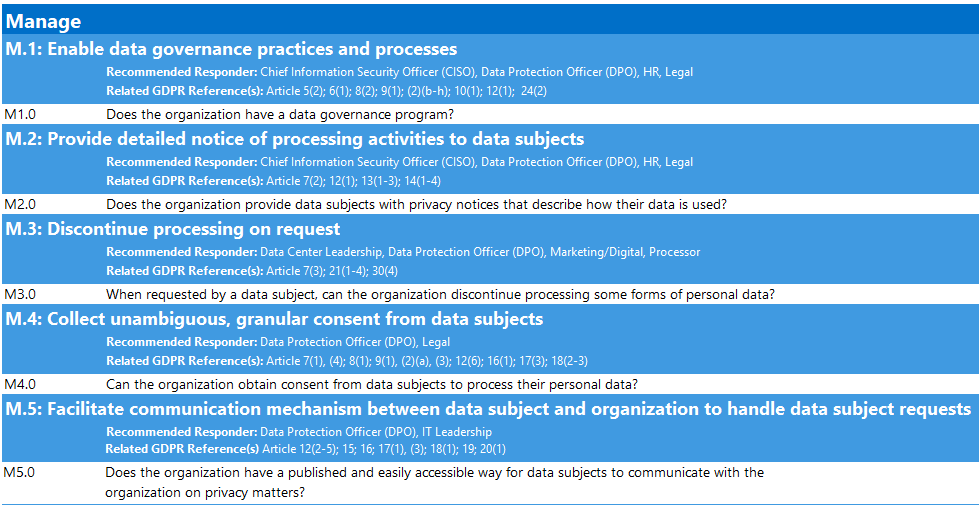 Manage
M.1: Enable data governance practices and processes
Recommended Responder: Chief Information Security Officer (CISO), Data Protection Officer (DPO), HR, Legal
Related GDPR Reference(s): Article 5(2); 6(1); 8(2); 9(1); (2)(b-h); 10(1); 12(1);  24(2)
M1.0 Does the organization have a data governance program?
M.2: Provide detailed notice of processing activities to data subjects
Recommended Responder: Chief Information Security Officer (CISO), Data Protection Officer (DPO), HR, Legal
Related GDPR Reference(s): Article 7(2); 12(1); 13(1-3); 14(1-4)
M2.0 Does the organization provide data subjects with privacy notices that describe how their data is used?
M.3: Discontinue processing on request
Recommended Responder: Data Center Leadership, Data Protection Officer (DPO), Marketing/Digital, Processor
Related GDPR Reference(s): Article 7(3); 21(1-4); 30(4)
M3.0 When requested by a data subject, can the organization discontinue processing some forms of personal data?
M.4: Collect unambiguous, granular consent from data subjects
Recommended Responder: Data Protection Officer (DPO), Legal
Related GDPR Reference(s): Article 7(1), (4); 8(1); 9(1), (2)(a), (3); 12(6); 16(1); 17(3); 18(2-3)
M4.0 Can the organization obtain consent from data subjects to process their personal data?
M.5: Facilitate communication mechanism between data subject and organization to handle data subject requests
Recommended Responder: Data Protection Officer (DPO), IT Leadership
Related GDPR Reference(s) Article 12(2-5); 15; 16; 17(1), (3); 18(1); 19; 20(1)
M5.0 Does the organization have a published and easily accessible way for data subjects to communicate with the
organization on privacy matters?